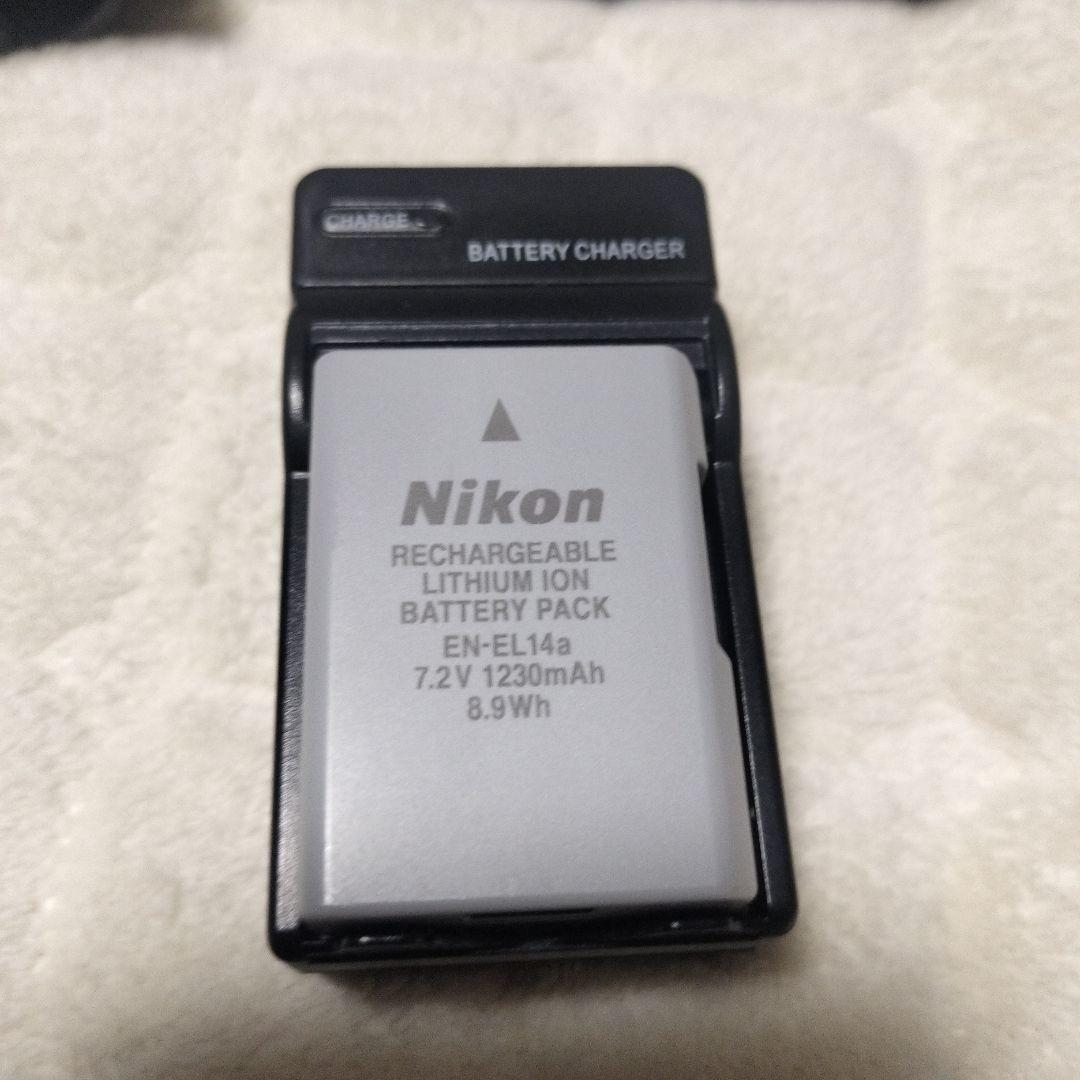 CHARGE
BATTERY CHARGER
Nikon
RECHARGEABLE
LITHIUM ION
BATTERY PACK
EN-EL14a
7.2V 1230mAh
8.9Wh